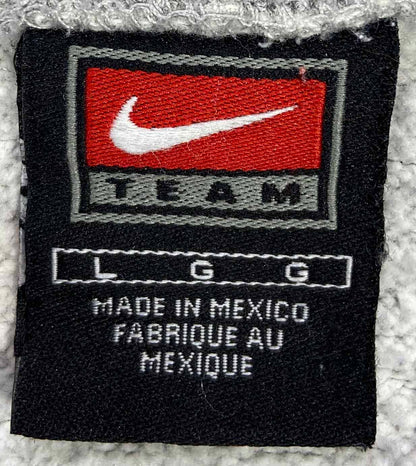 TEAM
L G G
MADE IN MEXICO
FABRIQUE AU
MEXIQUE